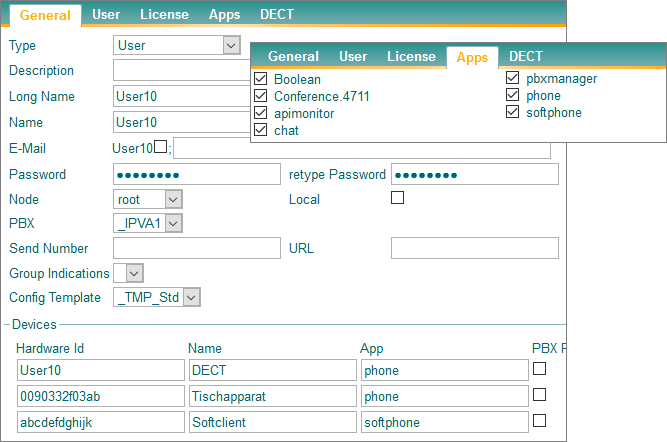 General User License Apps DECT
Type User
Description
Long Name User10
Name User10
E-Mail User10 ;
Password ●●●●●●●● retype Password ●●●●●●●●
Node root Local
PBX _IPVA1
Send Number URL
Group Indications
Config Template _TMP_Std
Devices
Hardware Id Name App PBX
User10 DECT phone
0090332f03ab Tischapparat phone
abcdefdghijk Softclient softphone
General User License Apps DECT
Boolean pbxmanager
Conference.4711 phone
apimonitor softphone
chat